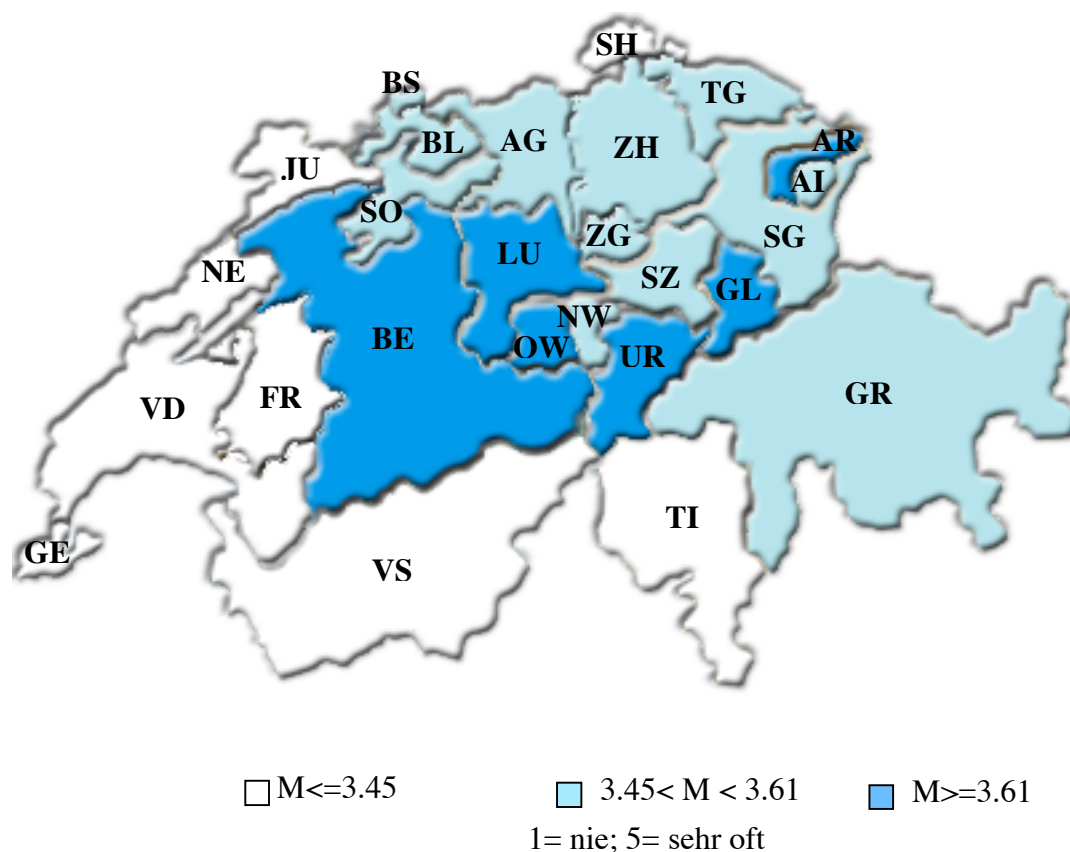 SH
BS
TG
BL
AG
ZH
AR
JU
AI
SO
ZG
SG
LU
NE
SZ
GL
NW
BE
OW
UR
VD
FR
GR
TI
GE
VS
M<=3.45
3.45< M < 3.61
M>=3.61
1= nie; 5= sehr oft